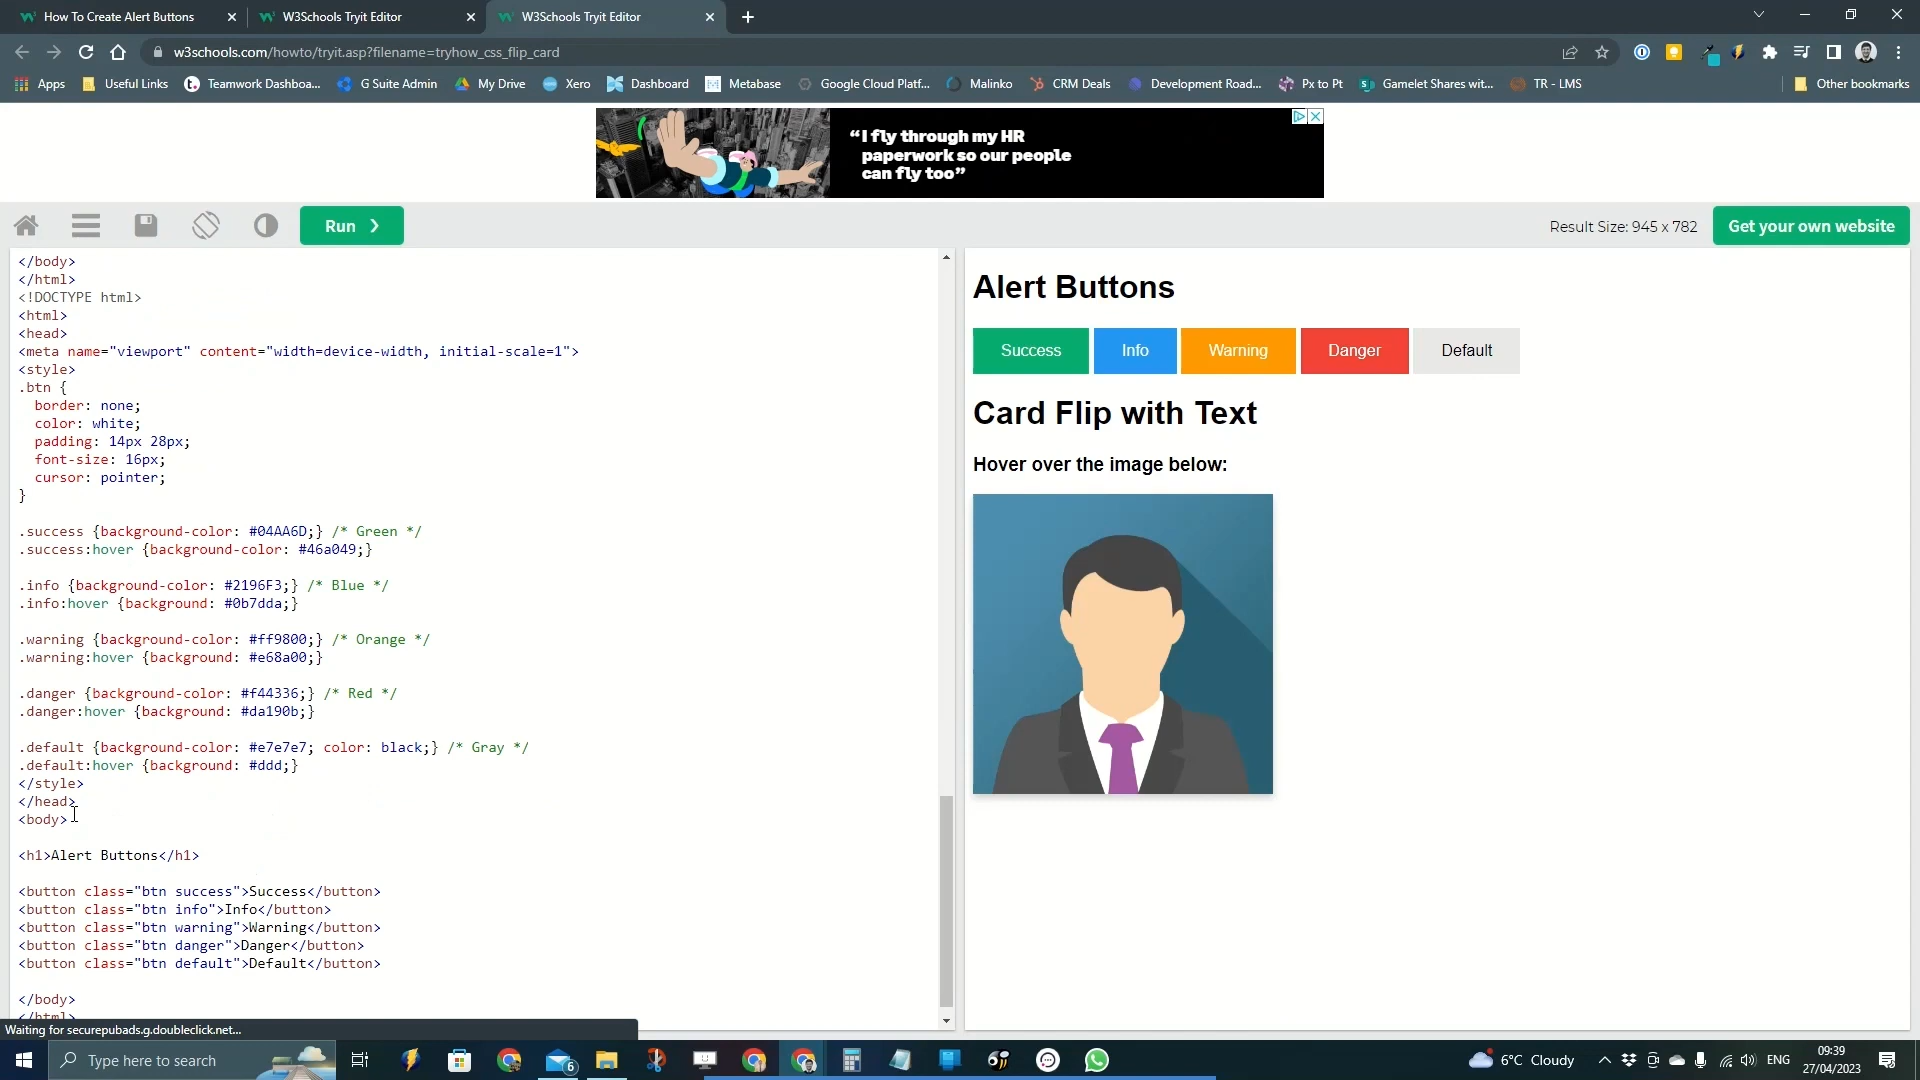 How To Create Alert Buttons
W3Schools Tryit Editor
W3Schools Tryit Editor
w3schools.com/howto/tryit.asp?filename=tryhow_css_flip_card
Apps
Useful Links
Teamwork Dashboa...
G Suite Admin
My Drive
Xero
Dashboard
Metabase
Google Cloud Platf...
Malinko
CRM Deals
Development Road...
Px to Pt
Gamelet Shares wit...
TR - LMS
Other bookmarks
“I fly through my HR
paperwork so our people
can fly too”
Run ❯
Result Size: 945 x 782
Get your own website
</body>
</html>
<!DOCTYPE html>
<html>
<head>
<meta name="viewport" content="width=device-width, initial-scale=1">
<style>
.btn {
  border: none;
  color: white;
  padding: 14px 28px;
  font-size: 16px;
  cursor: pointer;
}
.success {background-color: #04AA6D;} /* Green */
.success:hover {background-color: #46a049;}
.info {background-color: #2196F3;} /* Blue */
.info:hover {background: #0b7dda;}
.warning {background-color: #ff9800;} /* Orange */
.warning:hover {background: #e68a00;}
.danger {background-color: #f44336;} /* Red */
.danger:hover {background: #da190b;}
.default {background-color: #e7e7e7; color: black;} /* Gray */
.default:hover {background: #ddd;}
</style>
</head>
<body>
<h1>Alert Buttons</h1>
<button class="btn success">Success</button>
<button class="btn info">Info</button>
<button class="btn warning">Warning</button>
<button class="btn danger">Danger</button>
<button class="btn default">Default</button>
</body>
</html>
Alert Buttons
Success
Info
Warning
Danger
Default
Card Flip with Text
Hover over the image below:
Waiting for securepubads.g.doubleclick.net...
Type here to search
6
6°C Cloudy
ENG
09:39
27/04/2023